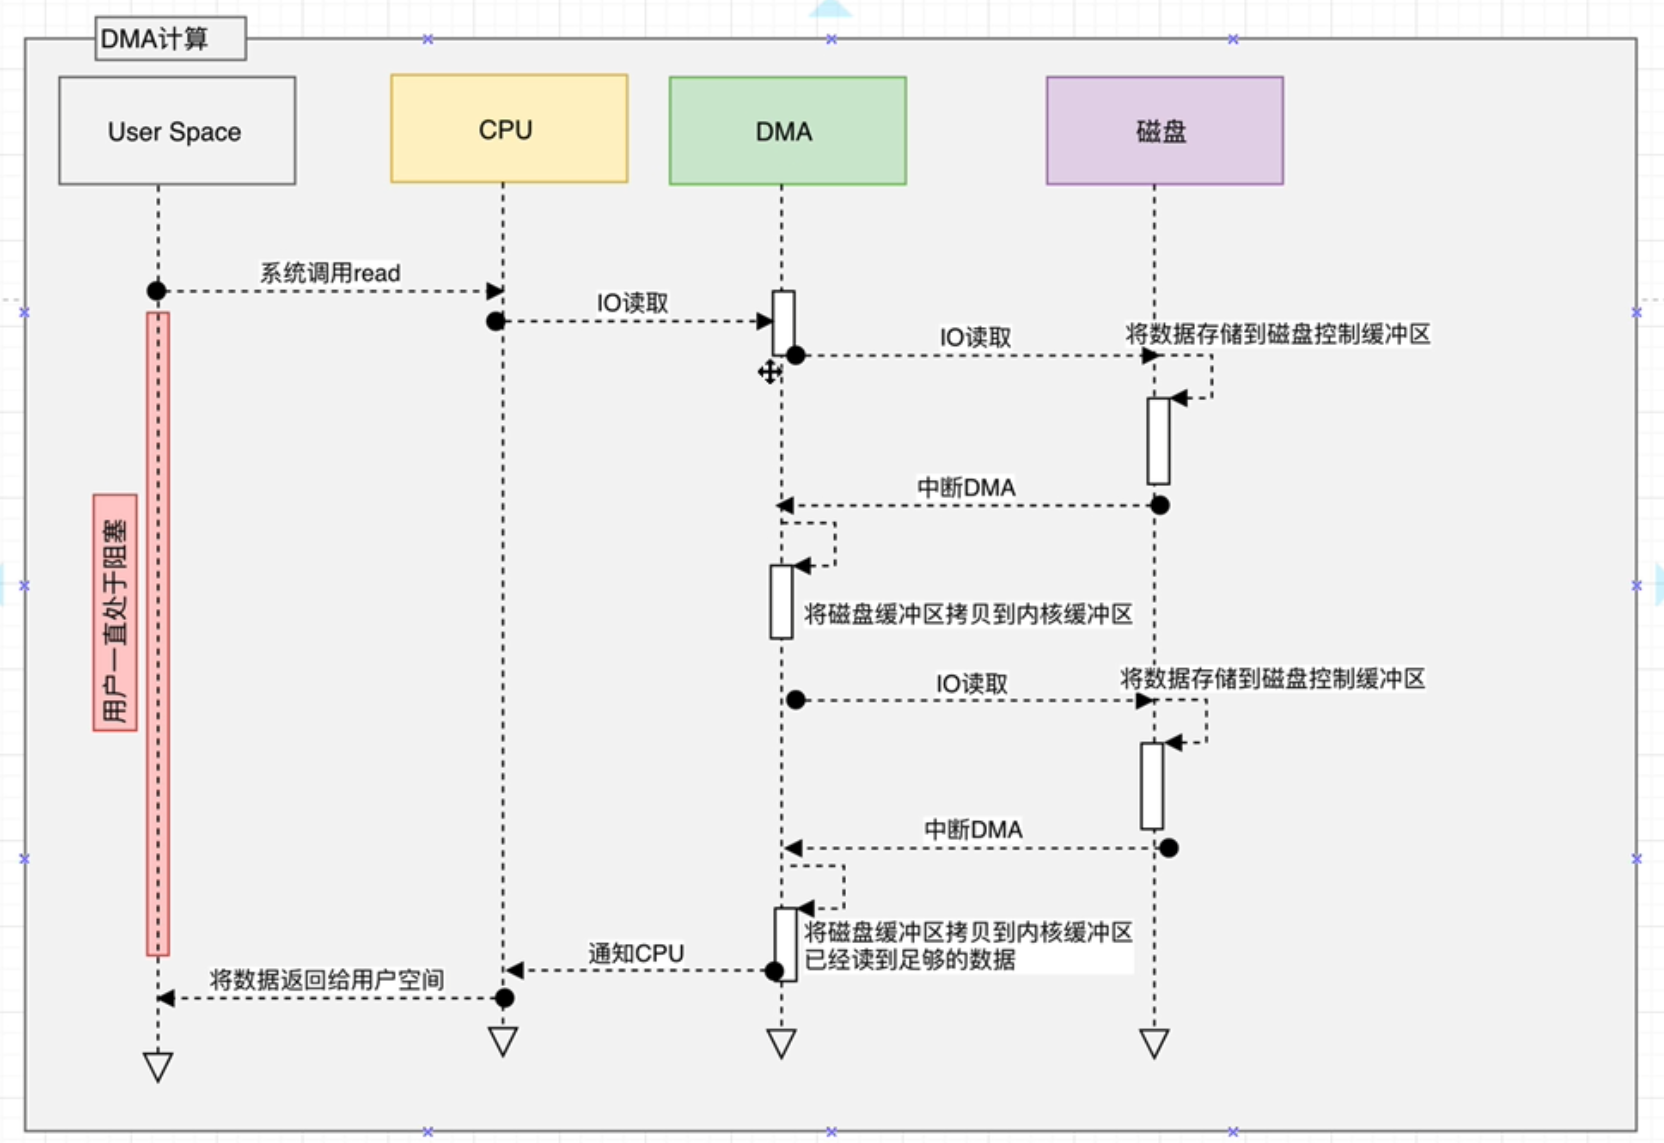 DMA计算
User Space
CPU
DMA
磁盘
系统调用read
IO读取
IO读取
将数据存储到磁盘控制缓冲区
中断DMA
用户一直处于阻塞
将磁盘缓冲区拷贝到内核缓冲区
IO读取
将数据存储到磁盘控制缓冲区
中断DMA
将磁盘缓冲区拷贝到内核缓冲区
已经读到足够的数据
通知CPU
将数据返回给用户空间